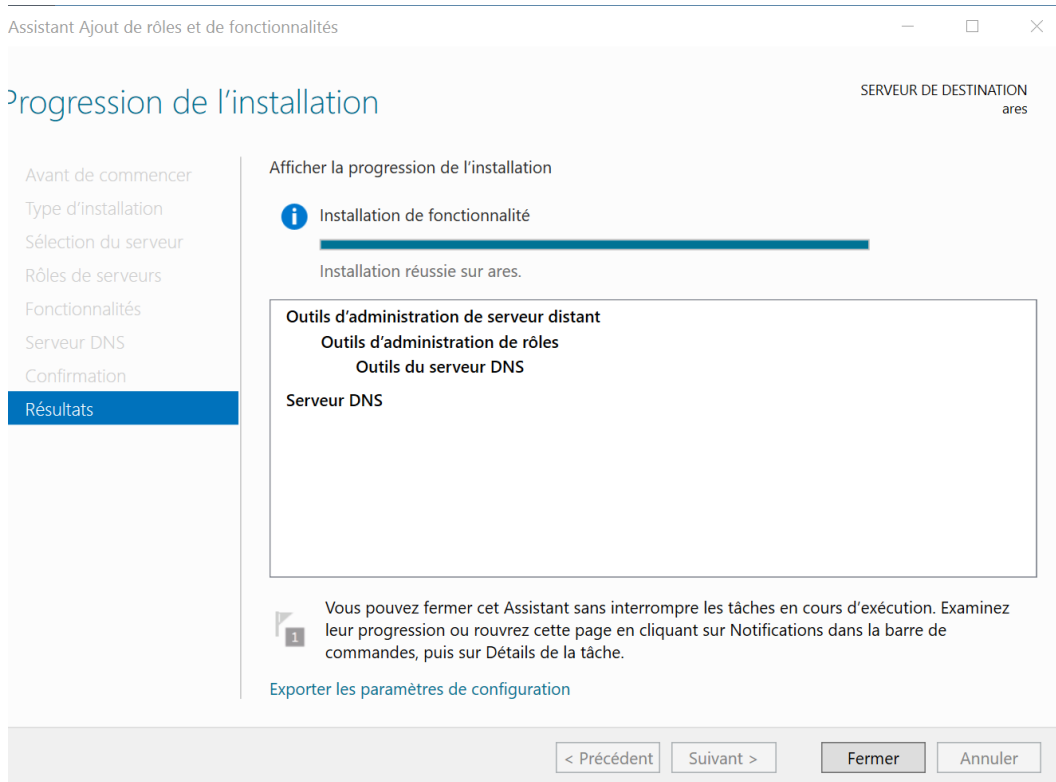 Assistant Ajout de rôles et de fonctionnalités
Progression de l'installation
SERVEUR DE DESTINATION
ares
Avant de commencer
Type d'installation
Sélection du serveur
Rôles de serveurs
Fonctionnalités
Serveur DNS
Confirmation
Résultats
Afficher la progression de l'installation
Installation de fonctionnalité
Installation réussie sur ares.
Outils d'administration de serveur distant
Outils d'administration de rôles
Outils du serveur DNS
Serveur DNS
1
Vous pouvez fermer cet Assistant sans interrompre les tâches en cours d'exécution. Examinez
leur progression ou rouvrez cette page en cliquant sur Notifications dans la barre de
commandes, puis sur Détails de la tâche.
Exporter les paramètres de configuration
< Précédent
Suivant >
Fermer
Annuler